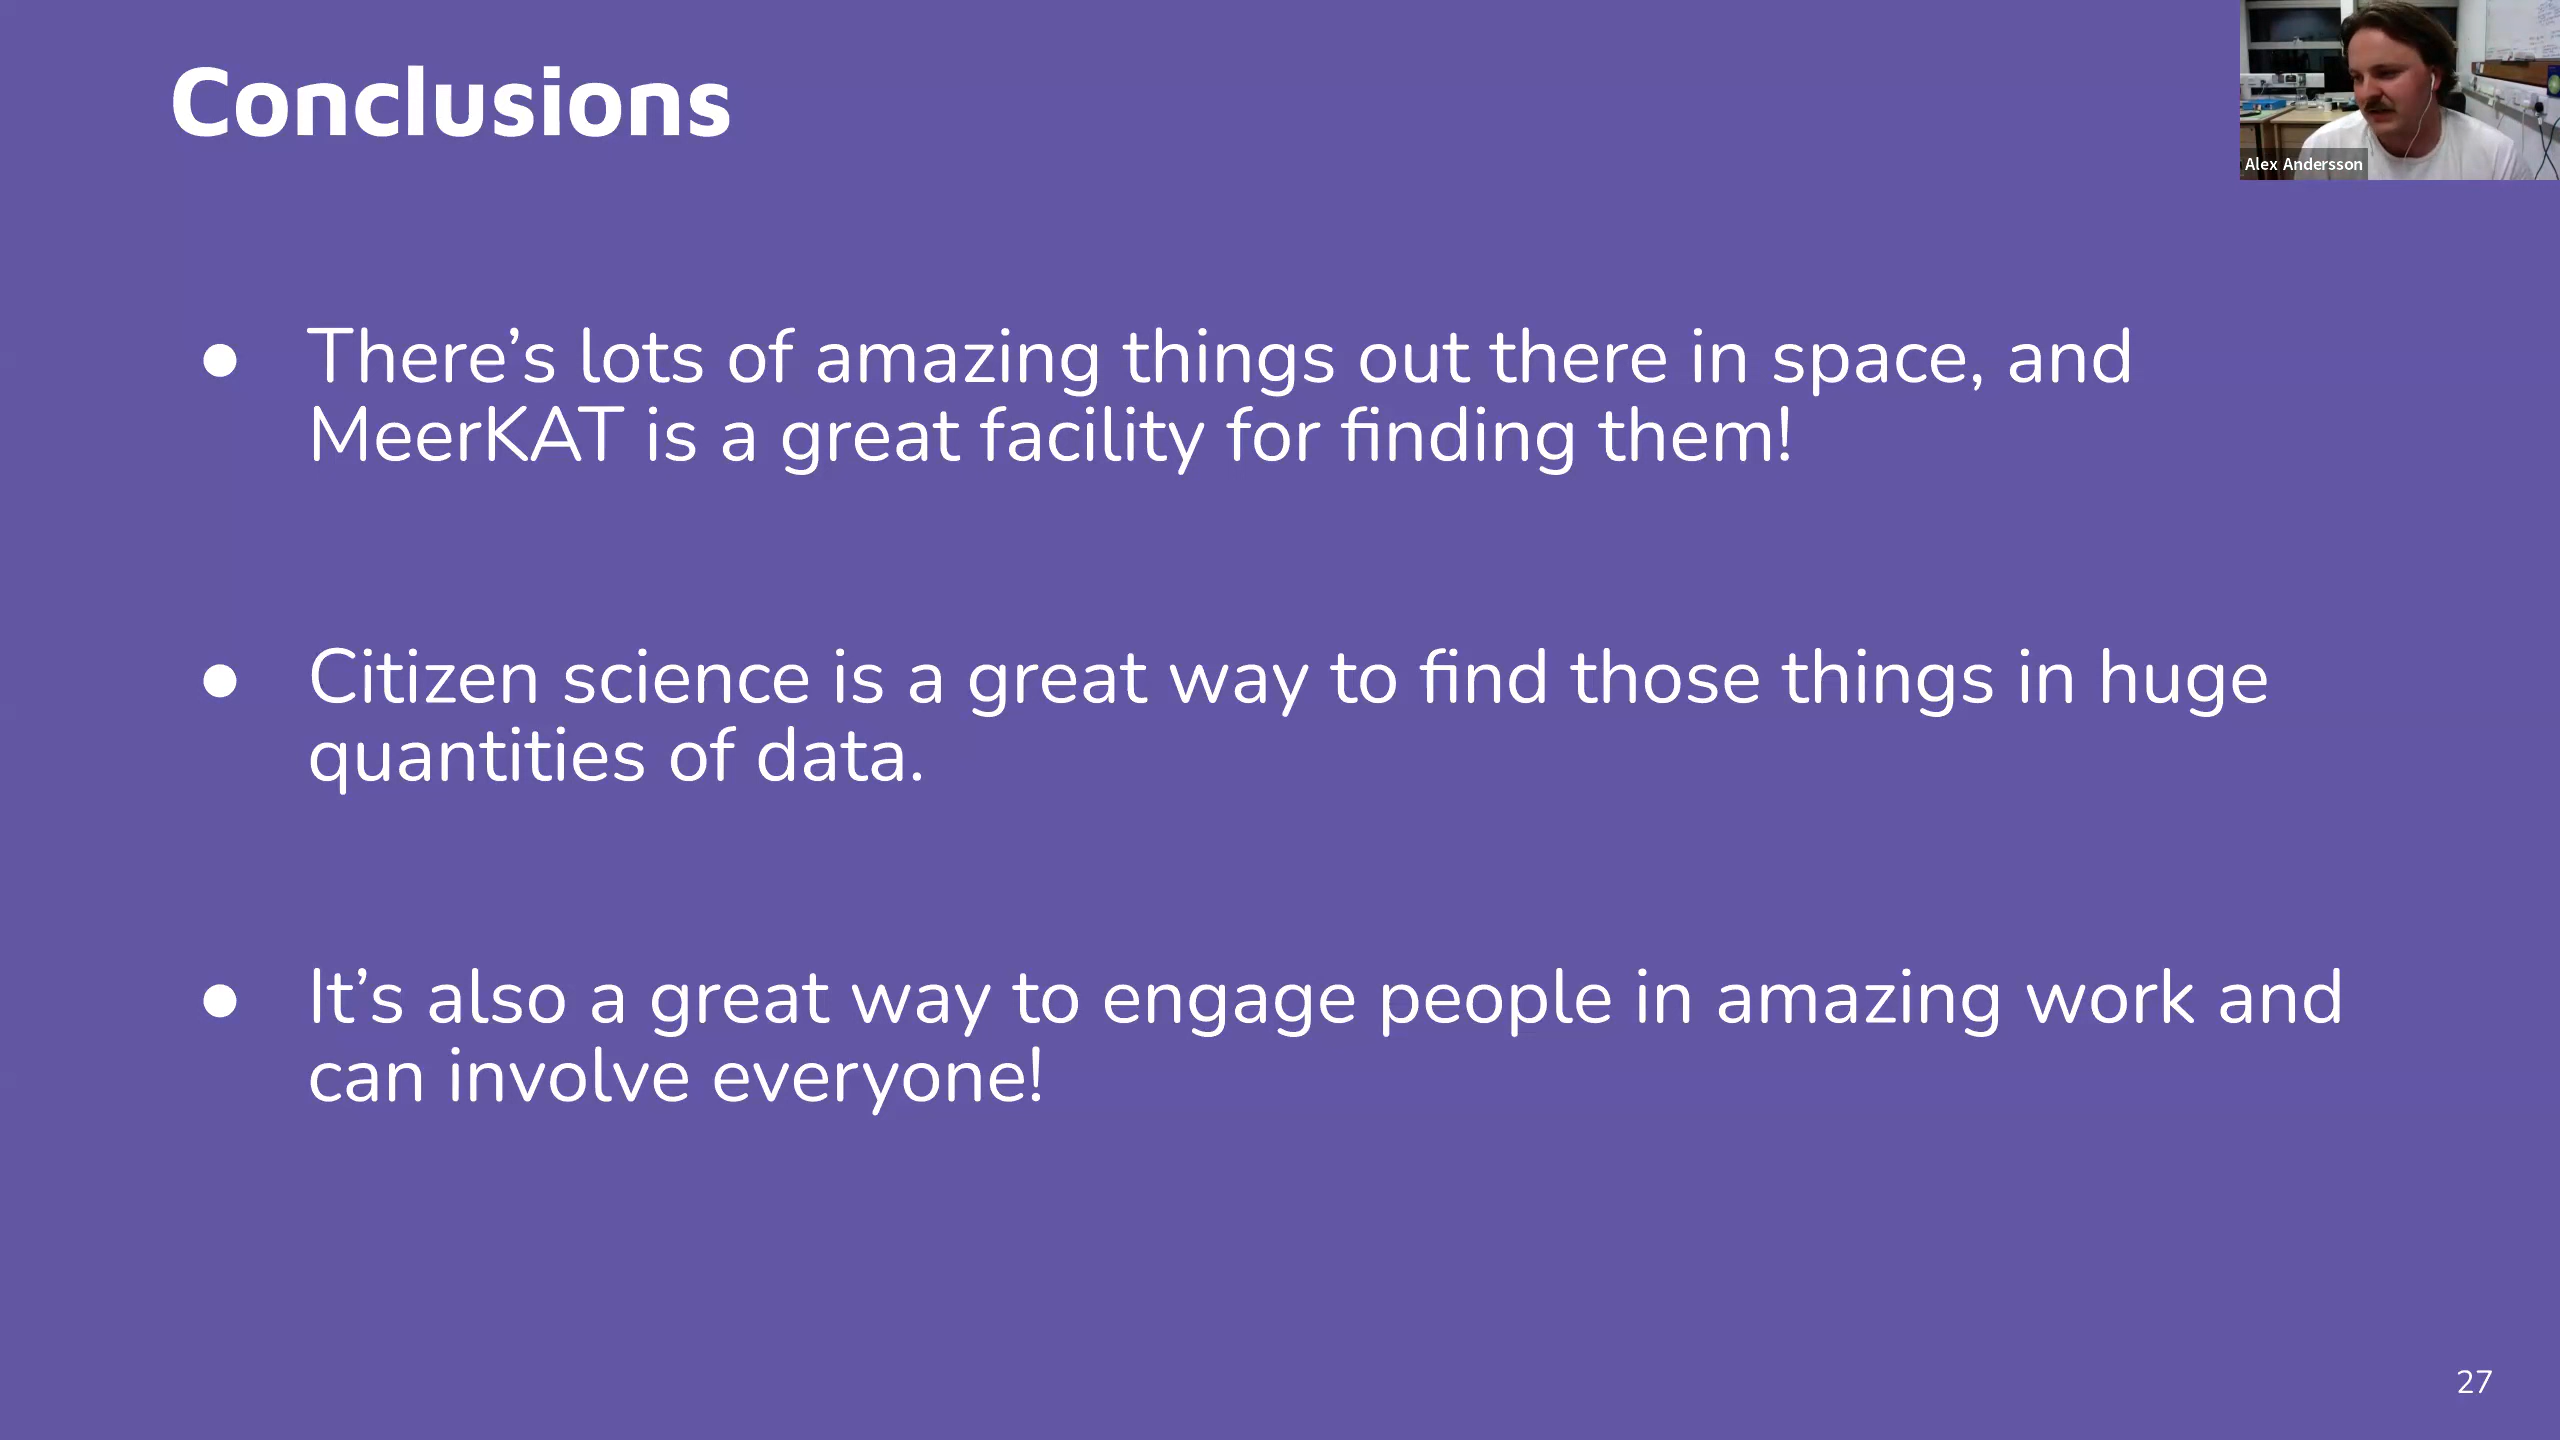 Conclusions
Alex Andersson
● There’s lots of amazing things out there in space, and
MeerKAT is a great facility for finding them!
● Citizen science is a great way to find those things in huge
quantities of data.
● It’s also a great way to engage people in amazing work and
can involve everyone!
27